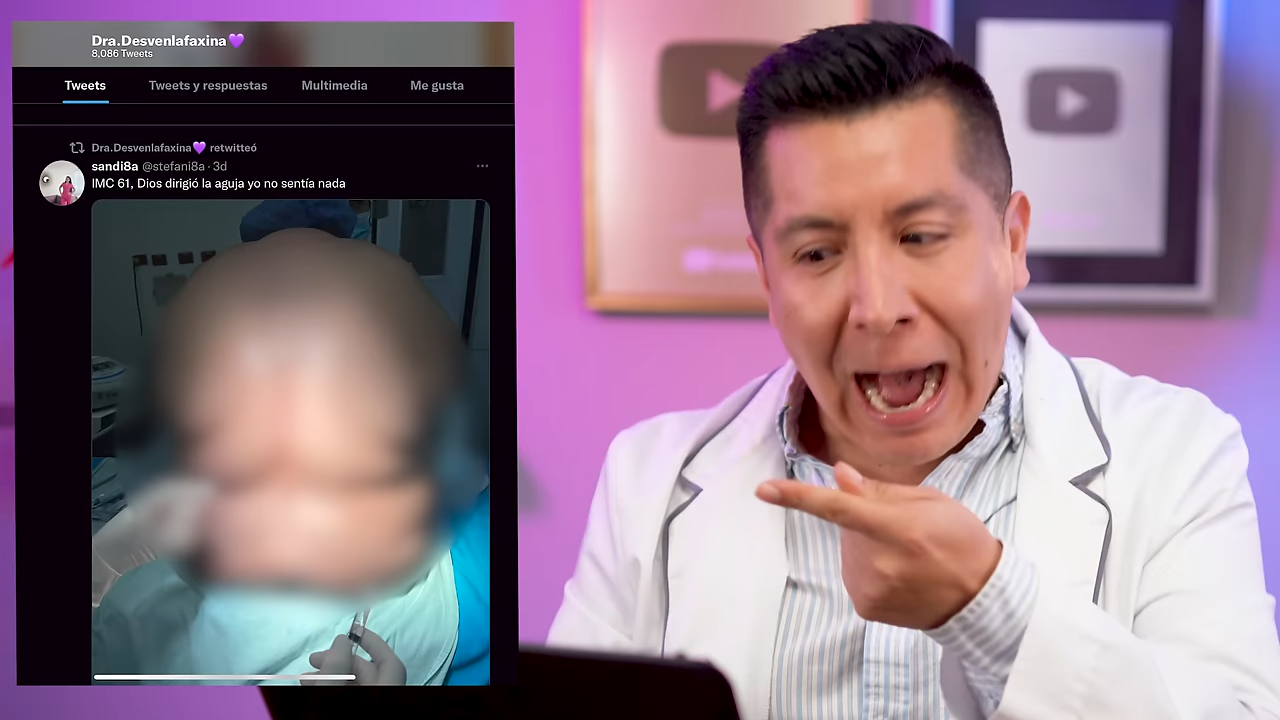 Dra.Desvenlafaxina💜
8,086 Tweets
Tweets Tweets y respuestas Multimedia Me gusta
Dra.Desvenlafaxina💜 retwitteó
sandi8a @stefani8a · 3d
IMC 61, Dios dirigió la aguja yo no sentía nada